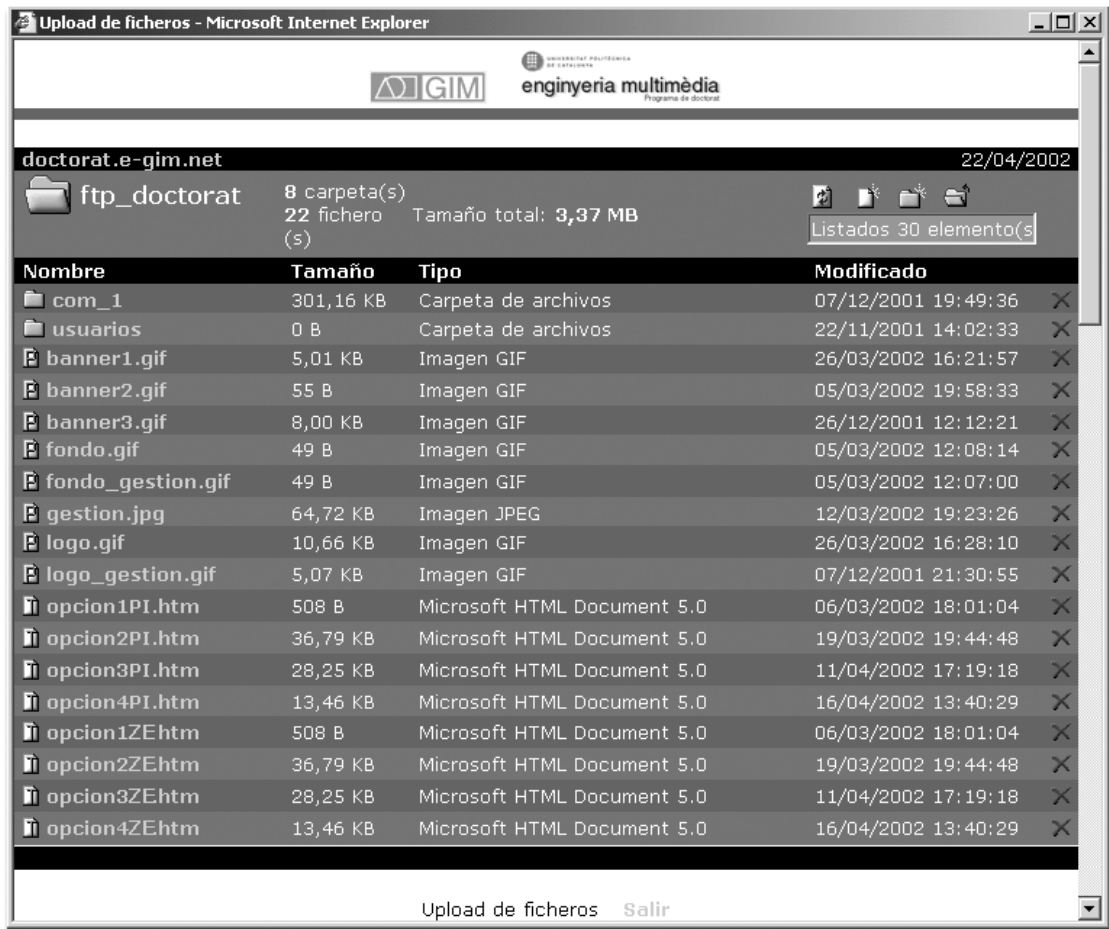 Upload de ficheros - Microsoft Internet Explorer
UNIVERSITAT POLITÈCNICA
DE CATALUNYA
GIM
enginyeria multimèdia
Programa de doctorat
doctorat.e-gim.net 22/04/2002
ftp_doctorat 8 carpeta(s)
22 fichero Tamaño total: 3,37 MB
(s)
Listados 30 elemento(s
Nombre Tamaño Tipo Modificado
com_1 301,16 KB Carpeta de archivos 07/12/2001 19:49:36
usuarios 0 B Carpeta de archivos 22/11/2001 14:02:33
banner1.gif 5,01 KB Imagen GIF 26/03/2002 16:21:57
banner2.gif 55 B Imagen GIF 05/03/2002 19:58:33
banner3.gif 8,00 KB Imagen GIF 26/12/2001 12:12:21
fondo.gif 49 B Imagen GIF 05/03/2002 12:08:14
fondo_gestion.gif 49 B Imagen GIF 05/03/2002 12:07:00
gestion.jpg 64,72 KB Imagen JPEG 12/03/2002 19:23:26
logo.gif 10,66 KB Imagen GIF 26/03/2002 16:28:10
logo_gestion.gif 5,07 KB Imagen GIF 07/12/2001 21:30:55
opcion1PI.htm 508 B Microsoft HTML Document 5.0 06/03/2002 18:01:04
opcion2PI.htm 36,79 KB Microsoft HTML Document 5.0 19/03/2002 19:44:48
opcion3PI.htm 28,25 KB Microsoft HTML Document 5.0 11/04/2002 17:19:18
opcion4PI.htm 13,46 KB Microsoft HTML Document 5.0 16/04/2002 13:40:29
opcion1ZEhtm 508 B Microsoft HTML Document 5.0 06/03/2002 18:01:04
opcion2ZEhtm 36,79 KB Microsoft HTML Document 5.0 19/03/2002 19:44:48
opcion3ZEhtm 28,25 KB Microsoft HTML Document 5.0 11/04/2002 17:19:18
opcion4ZEhtm 13,46 KB Microsoft HTML Document 5.0 16/04/2002 13:40:29
Upload de ficheros Salir